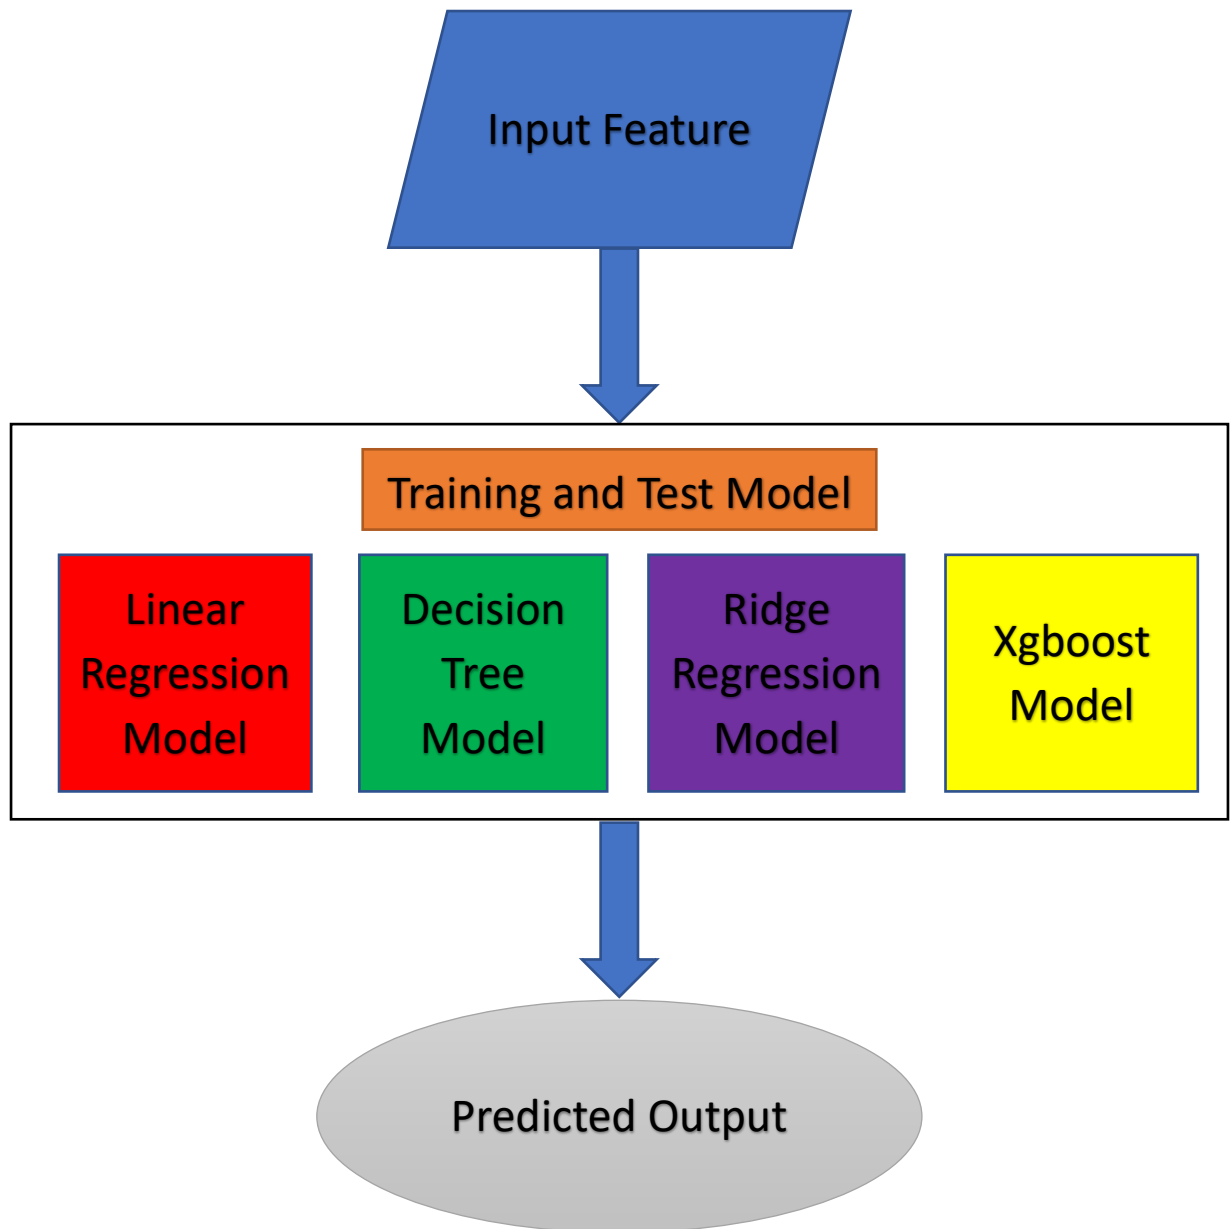 Input Feature
Training and Test Model
Linear
Regression
Model
Decision
Tree
Model
Ridge
Regression
Model
Xgboost
Model
Predicted Output